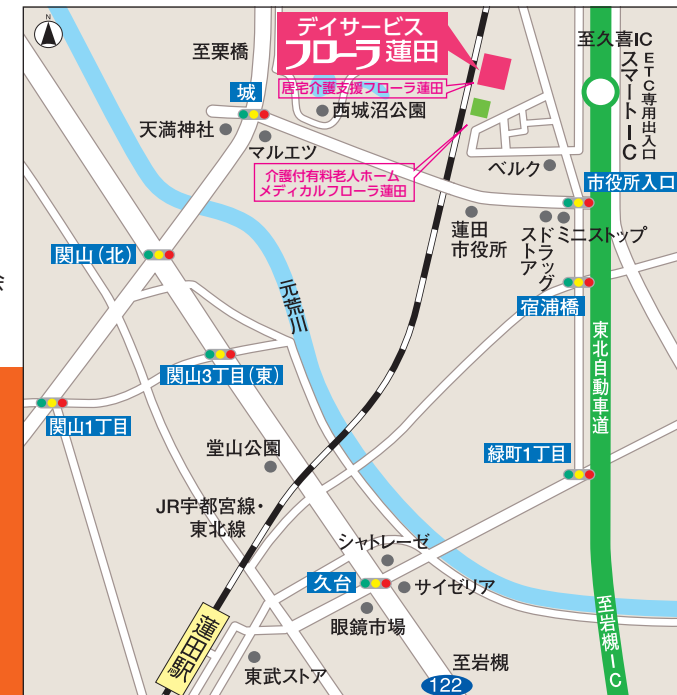 N
デイサービス
フローラ蓮田
居宅介護支援フローラ蓮田
至久喜IC
ETC専用出入口
スマートIC
至栗橋
城
西城沼公園
天満神社
マルエツ
介護付有料老人ホーム
メディカルフローラ蓮田
ベルク
市役所入口
蓮田
市役所
ドラッグ
ストア
ミニストップ
関山（北）
元荒川
宿浦橋
東北自動車道
関山3丁目（東）
関山1丁目
堂山公園
緑町1丁目
JR宇都宮線・
東北線
シャトレーゼ
久台
サイゼリア
眼鏡市場
蓮田駅
至岩槻IC
東武ストア
至岩槻
122
会